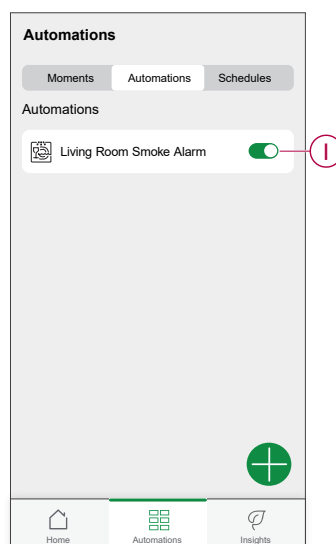 Automations
Moments Automations Schedules
Automations
Living Room Smoke Alarm
I
Home Automations Insights